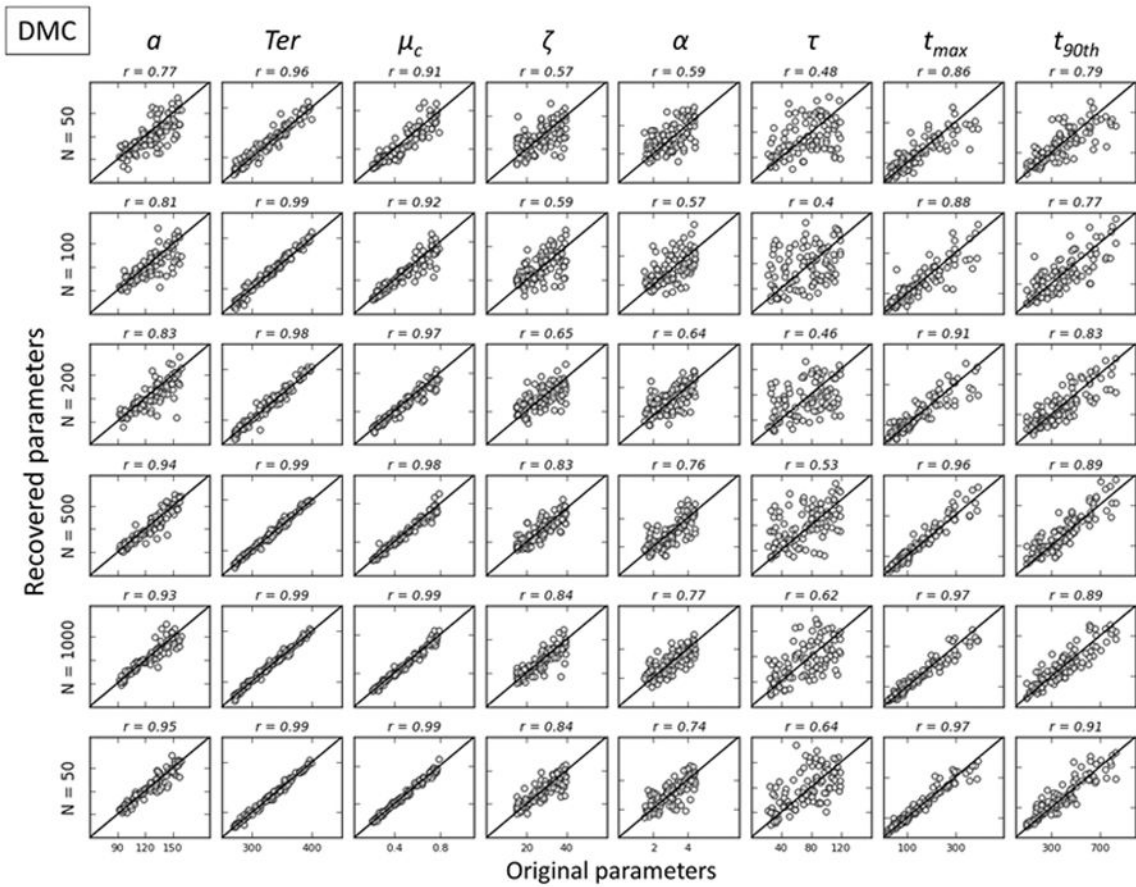 DMC
a Ter μc ζ α τ tmax t90th
r = 0.77 r = 0.96 r = 0.91 r = 0.57 r = 0.59 r = 0.48 r = 0.86 r = 0.79
N = 50
r = 0.81 r = 0.99 r = 0.92 r = 0.59 r = 0.57 r = 0.4 r = 0.88 r = 0.77
N = 100
r = 0.83 r = 0.98 r = 0.97 r = 0.65 r = 0.64 r = 0.46 r = 0.91 r = 0.83
N = 200
Recovered parameters
r = 0.94 r = 0.99 r = 0.98 r = 0.83 r = 0.76 r = 0.53 r = 0.96 r = 0.89
N = 500
r = 0.93 r = 0.99 r = 0.99 r = 0.84 r = 0.77 r = 0.62 r = 0.97 r = 0.89
N = 1000
r = 0.95 r = 0.99 r = 0.99 r = 0.84 r = 0.74 r = 0.64 r = 0.97 r = 0.91
N = 50
90 120 150 300 400 0.4 0.8 20 40 2 4 40 80 120 100 300 300 700
Original parameters